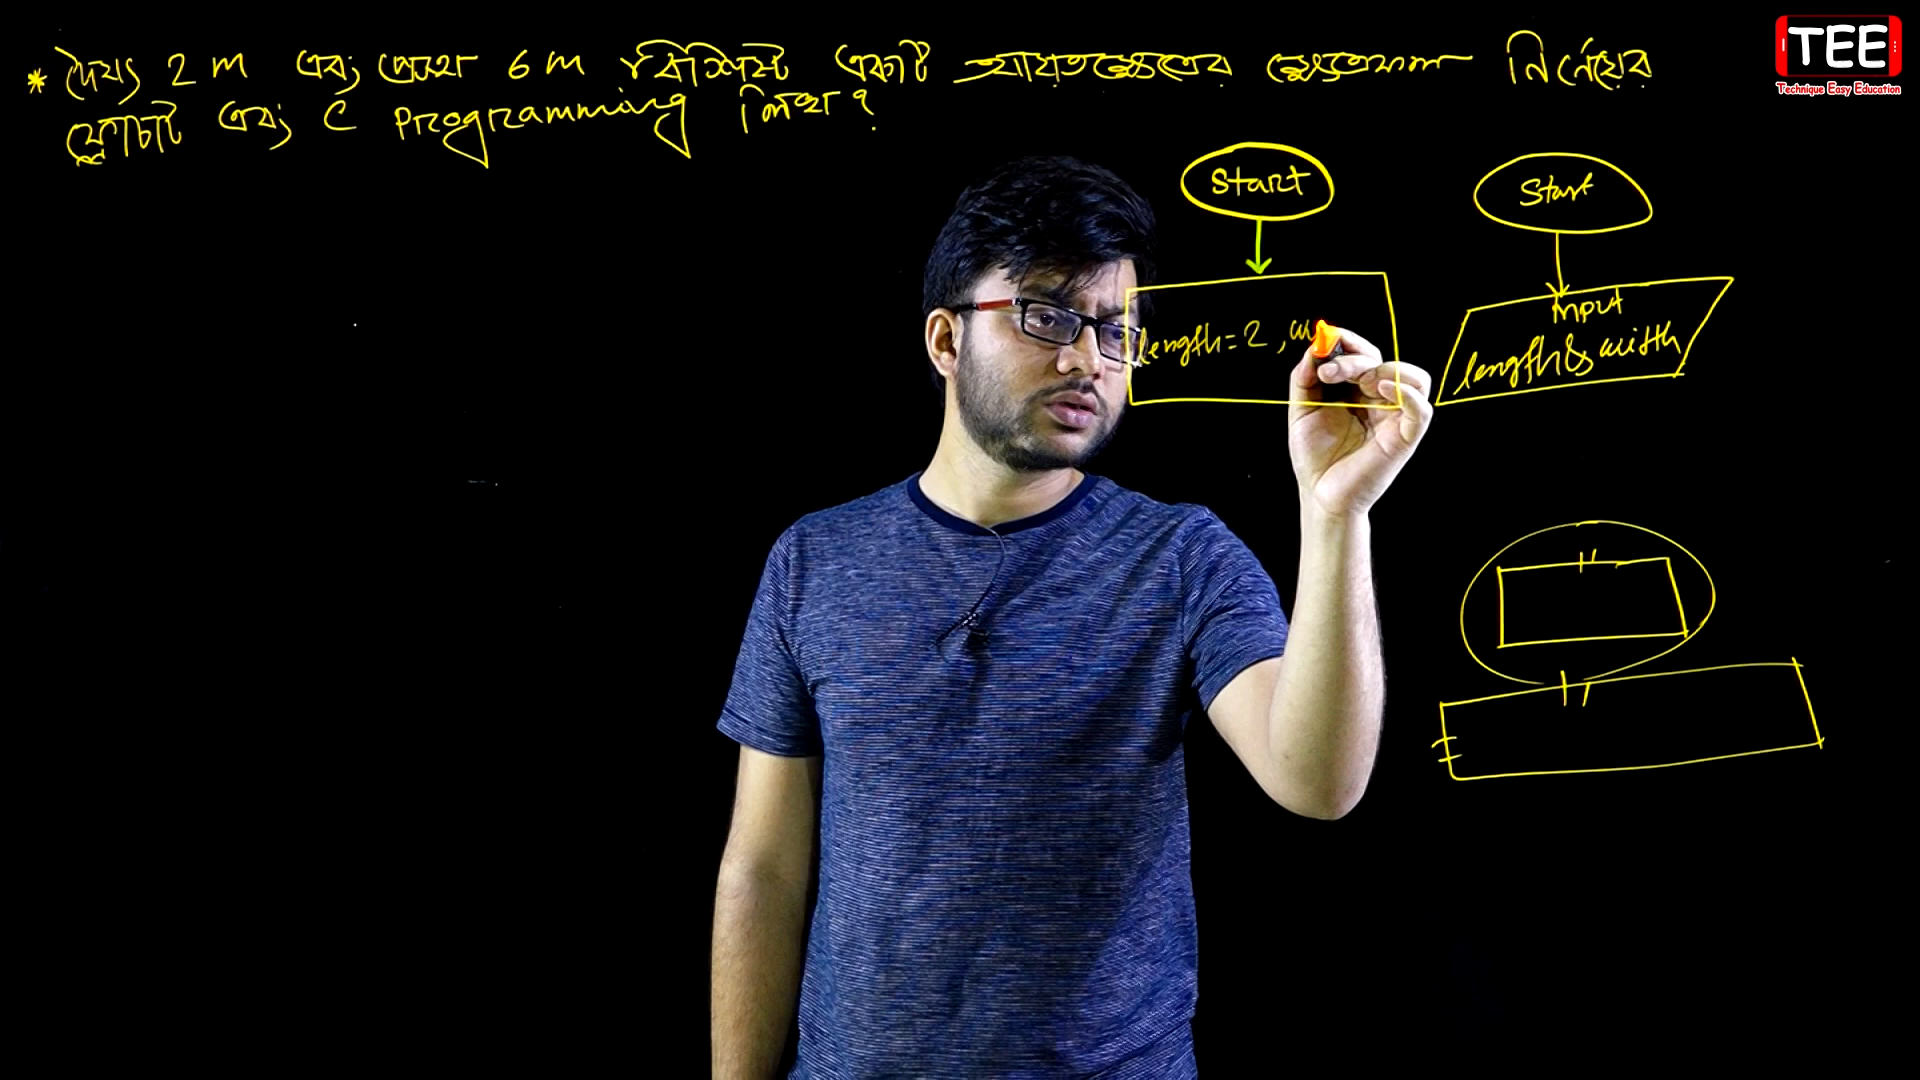 * দৈঘ্য 2 m এবং প্রস্থ 6 m বিশিষ্ট একটি আয়তক্ষেত্রের ক্ষেত্রফল নির্ণয়ের
ফ্লোচার্ট এবং C Programming লিখ?
TEE
Technique Easy Education
Start
Start
length = 2 , wi
Input
length & width